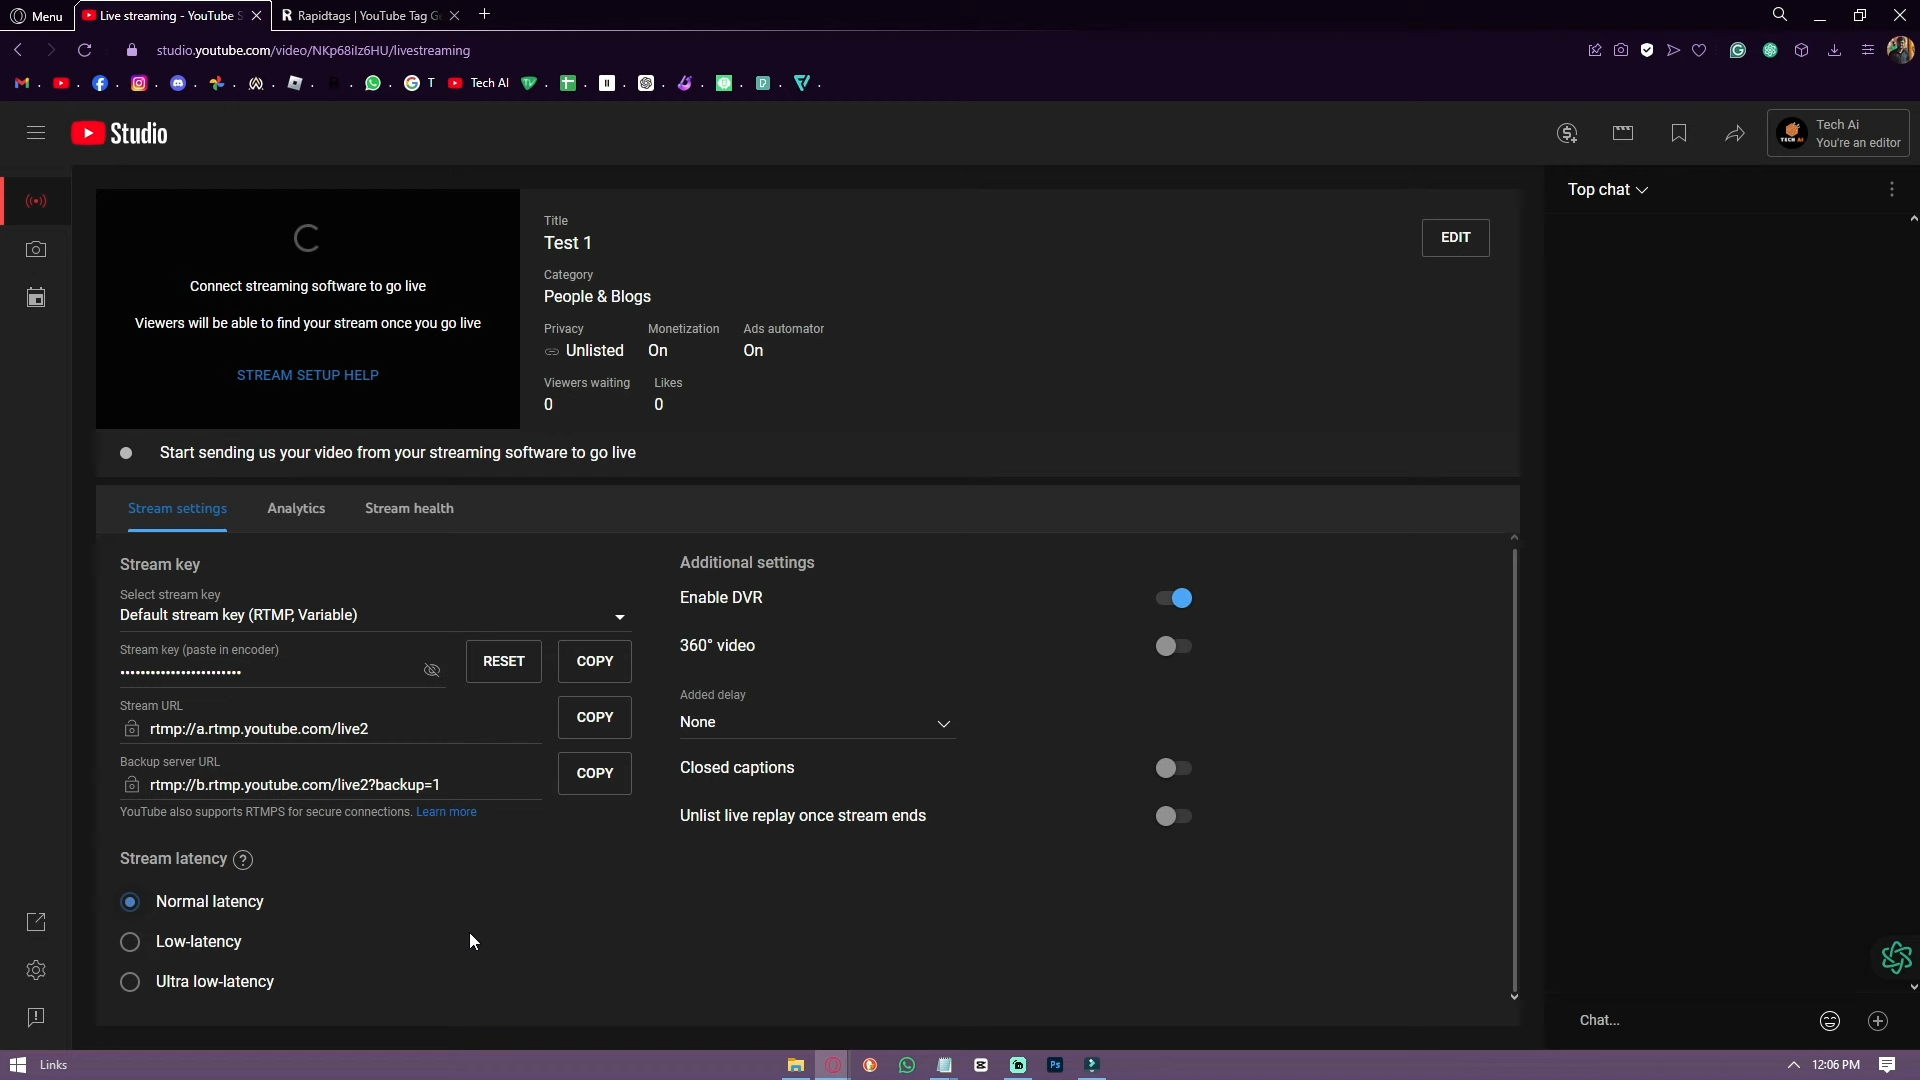 Menu
Live streaming - YouTube S
Rapidtags | YouTube Tag Ge
studio.youtube.com/video/NKp68iIz6HU/livestreaming
T
Tech AI
Studio
Tech Ai
You're an editor
Connect streaming software to go live
Viewers will be able to find your stream once you go live
STREAM SETUP HELP
Title
Test 1
EDIT
Category
People & Blogs
Privacy Monetization Ads automator
Unlisted On On
Viewers waiting Likes
0 0
Top chat
Start sending us your video from your streaming software to go live
Stream settings Analytics Stream health
Stream key
Select stream key
Default stream key (RTMP, Variable)
Stream key (paste in encoder)
••••••••••••••••••••••••
RESET COPY
Stream URL
rtmp://a.rtmp.youtube.com/live2
COPY
Backup server URL
rtmp://b.rtmp.youtube.com/live2?backup=1
COPY
YouTube also supports RTMPS for secure connections. Learn more
Stream latency
Normal latency
Low-latency
Ultra low-latency
Additional settings
Enable DVR
360° video
Added delay
None
Closed captions
Unlist live replay once stream ends
Chat...
Links
Ps
12:06 PM